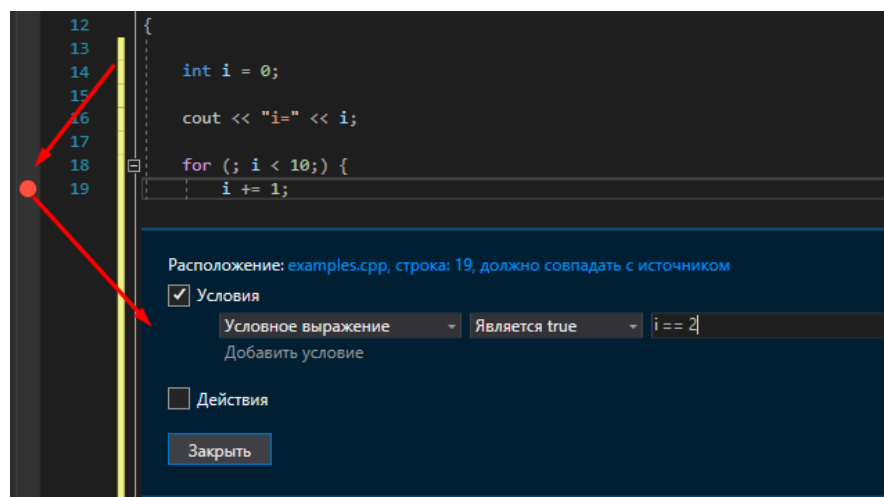 12 {
13
14 int i = 0;
15
16 cout << "i=" << i;
17
18 for (; i < 10;) {
19 i += 1;
Расположение: examples.cpp, строка: 19, должно совпадать с источником
Условия
Условное выражение Является true i == 2
Добавить условие
Действия
Закрыть